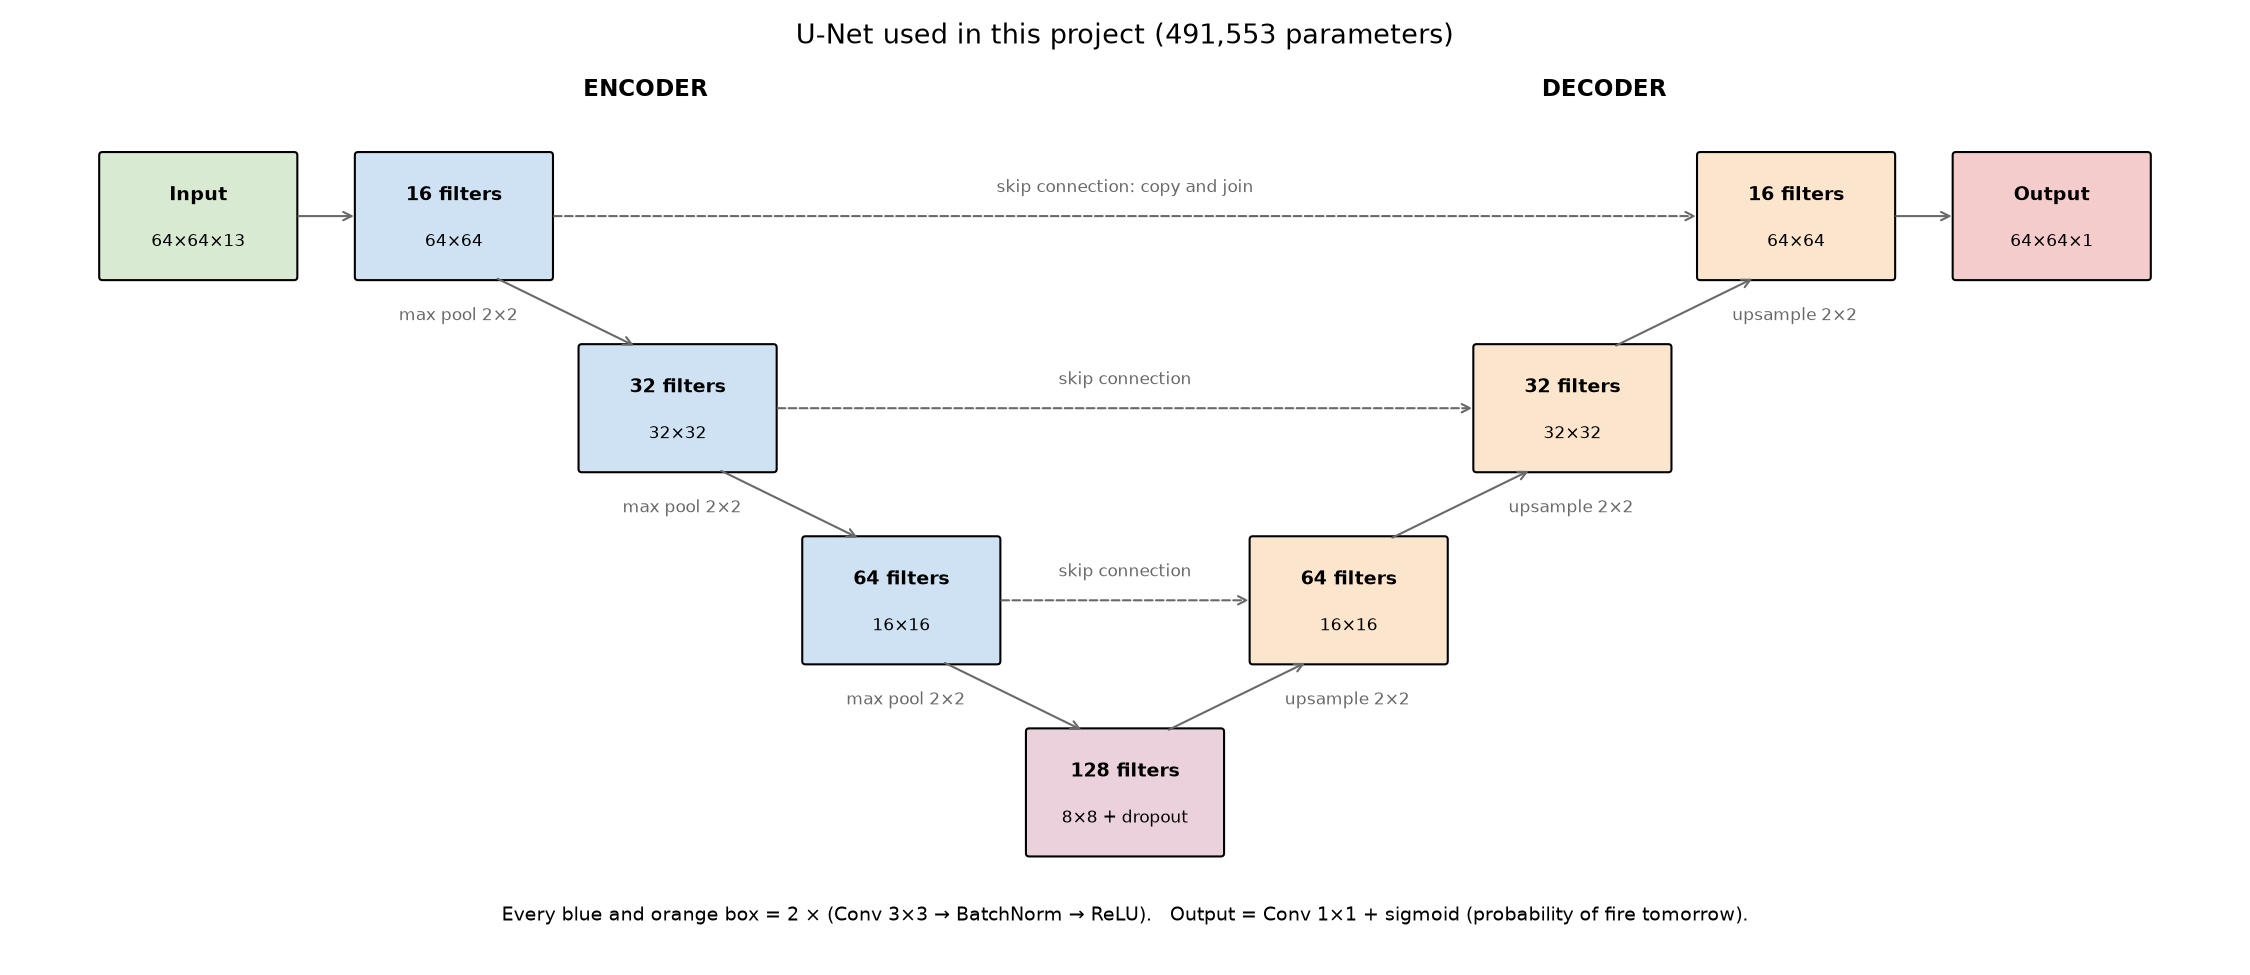 U-Net used in this project (491,553 parameters)
ENCODER
DECODER
Input
64×64×13
16 filters
64×64
skip connection: copy and join
16 filters
64×64
Output
64×64×1
max pool 2×2
upsample 2×2
32 filters
32×32
skip connection
32 filters
32×32
max pool 2×2
upsample 2×2
64 filters
16×16
skip connection
64 filters
16×16
max pool 2×2
upsample 2×2
128 filters
8×8 + dropout
Every blue and orange box = 2 × (Conv 3×3 → BatchNorm → ReLU).   Output = Conv 1×1 + sigmoid (probability of fire tomorrow).